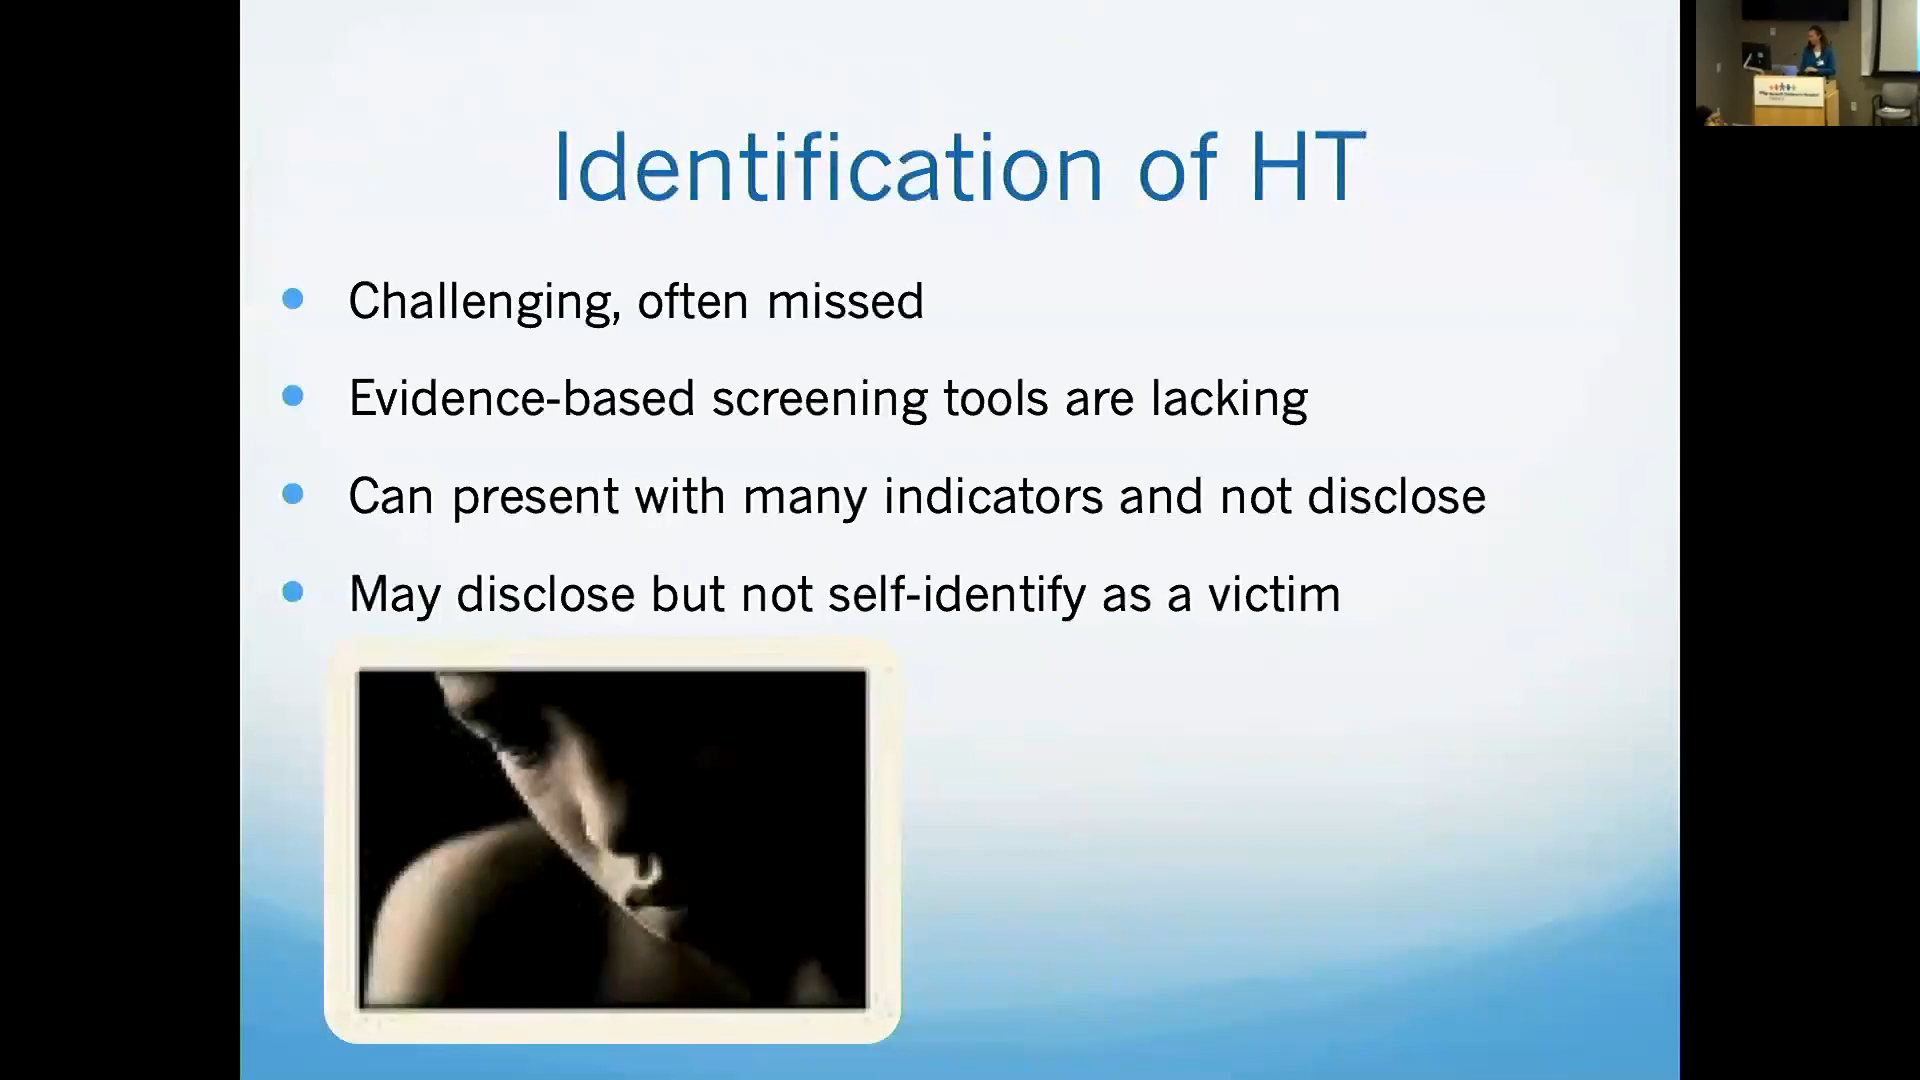 Identification of HT
• Challenging, often missed
• Evidence-based screening tools are lacking
• Can present with many indicators and not disclose
• May disclose but not self-identify as a victim